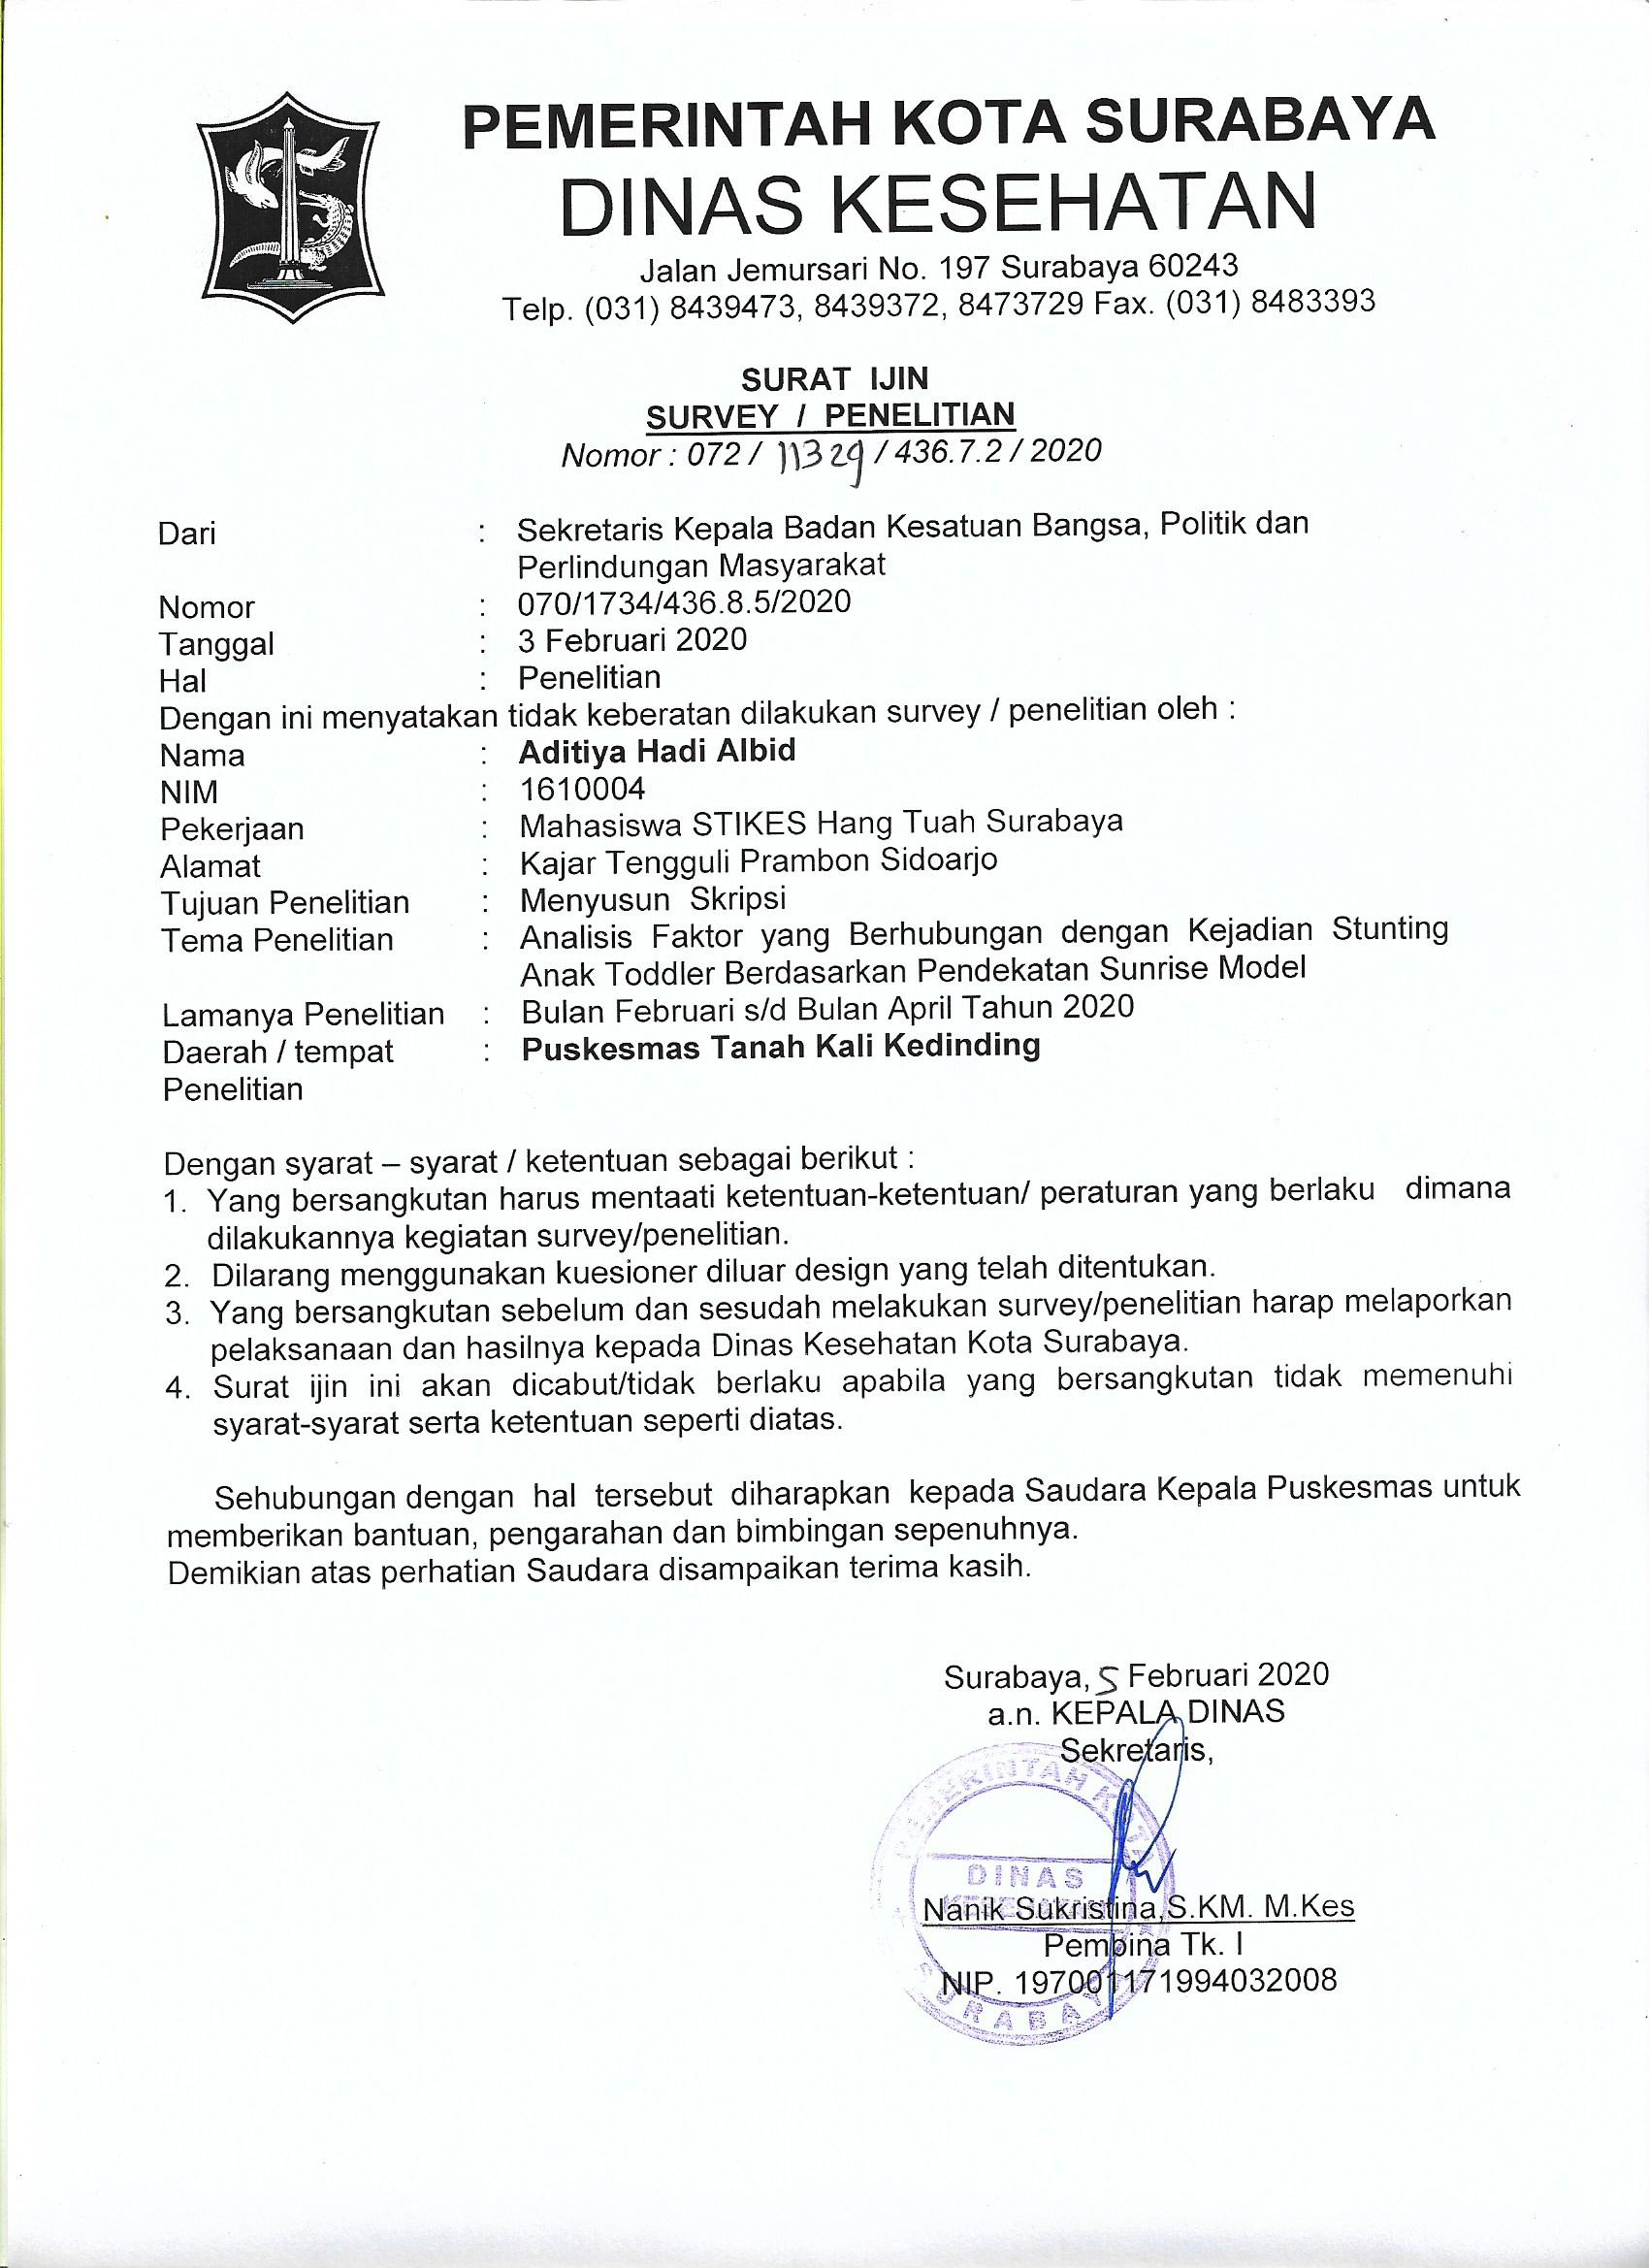 PEMERINTAH KOTA SURABAYA
DINAS KESEHATAN
Jalan Jemursari No. 197 Surabaya 60243
Telp. (031) 8439473, 8439372, 8473729 Fax. (031) 8483393
SURAT IJIN
SURVEY / PENELITIAN
Nomor : 072 / 11329 / 436.7.2 / 2020
Dari : Sekretaris Kepala Badan Kesatuan Bangsa, Politik dan
Perlindungan Masyarakat
Nomor : 070/1734/436.8.5/2020
Tanggal : 3 Februari 2020
Hal : Penelitian
Dengan ini menyatakan tidak keberatan dilakukan survey / penelitian oleh :
Nama : Aditiya Hadi Albid
NIM : 1610004
Pekerjaan : Mahasiswa STIKES Hang Tuah Surabaya
Alamat : Kajar Tengguli Prambon Sidoarjo
Tujuan Penelitian : Menyusun Skripsi
Tema Penelitian : Analisis Faktor yang Berhubungan dengan Kejadian Stunting
Anak Toddler Berdasarkan Pendekatan Sunrise Model
Lamanya Penelitian : Bulan Februari s/d Bulan April Tahun 2020
Daerah / tempat : Puskesmas Tanah Kali Kedinding
Penelitian
Dengan syarat – syarat / ketentuan sebagai berikut :
1. Yang bersangkutan harus mentaati ketentuan-ketentuan/ peraturan yang berlaku dimana
dilakukannya kegiatan survey/penelitian.
2. Dilarang menggunakan kuesioner diluar design yang telah ditentukan.
3. Yang bersangkutan sebelum dan sesudah melakukan survey/penelitian harap melaporkan
pelaksanaan dan hasilnya kepada Dinas Kesehatan Kota Surabaya.
4. Surat ijin ini akan dicabut/tidak berlaku apabila yang bersangkutan tidak memenuhi
syarat-syarat serta ketentuan seperti diatas.
Sehubungan dengan hal tersebut diharapkan kepada Saudara Kepala Puskesmas untuk
memberikan bantuan, pengarahan dan bimbingan sepenuhnya.
Demikian atas perhatian Saudara disampaikan terima kasih.
Surabaya, 5 Februari 2020
a.n. KEPALA DINAS
Sekretaris,
PEMERINTAH KOTA
DINAS
KESEHATAN
SURABAYA
Nanik Sukristina,S.KM. M.Kes
Pembina Tk. I
NIP. 197001171994032008